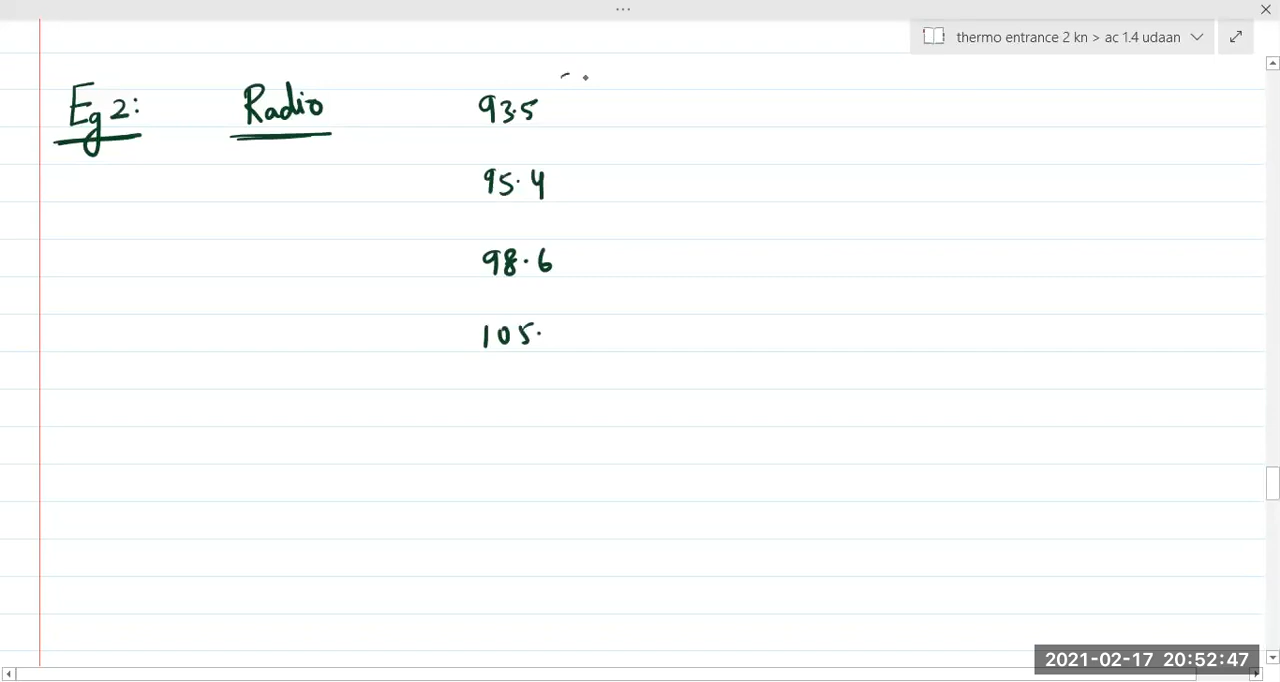 thermo entrance 2 kn > ac 1.4 udaan
Eg 2: Radio 93.5
95.4
98.6
105.
2021-02-17 20:52:47